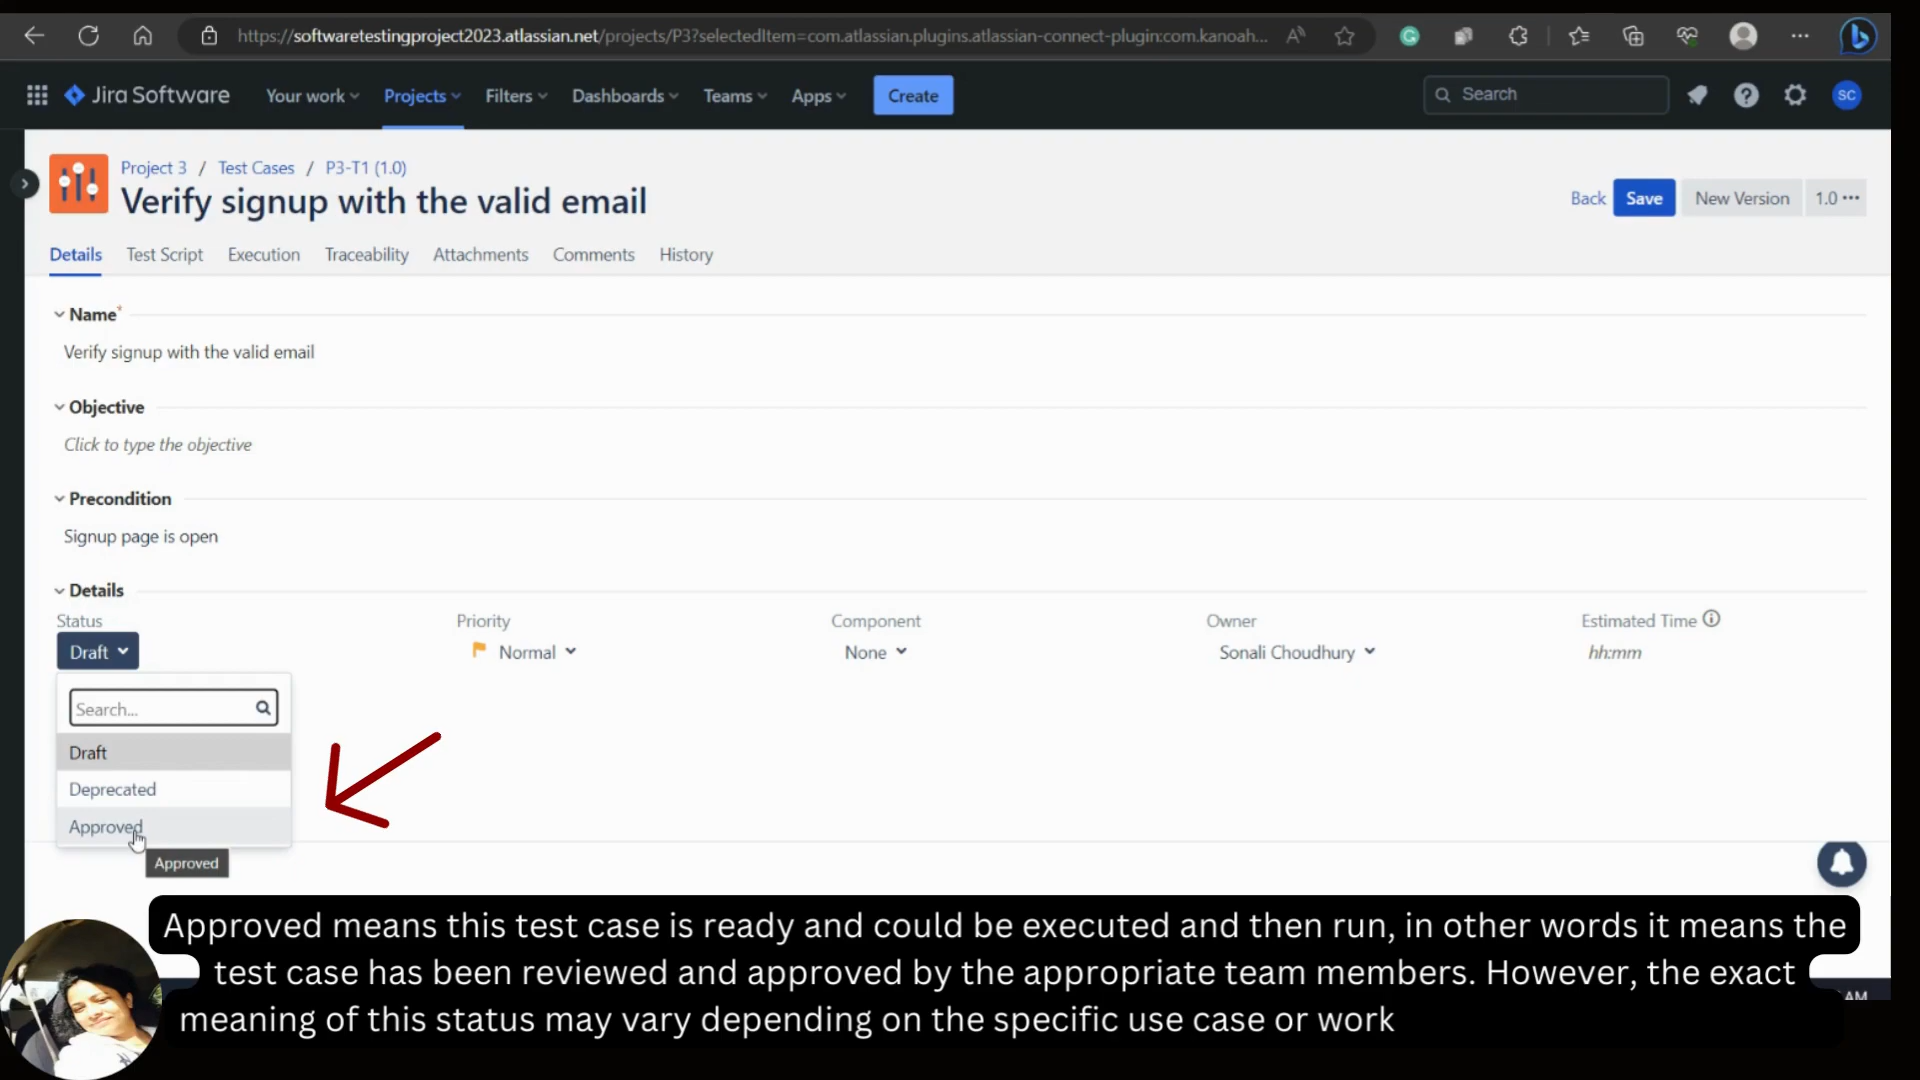 https://softwaretestingproject2023.atlassian.net/projects/P3?selectedItem=com.atlassian.plugins.atlassian-connect-plugin:com.kanoah...
Jira Software Your work Projects Filters Dashboards Teams Apps Create Search SC
Project 3 / Test Cases / P3-T1 (1.0)
Verify signup with the valid email
Back Save New Version 1.0 ···
Details Test Script Execution Traceability Attachments Comments History
Name*
Verify signup with the valid email
Objective
Click to type the objective
Precondition
Signup page is open
Details
Status Priority Component Owner Estimated Time
Draft Normal None Sonali Choudhury hh:mm
Search...
Draft
Deprecated
Approved
Approved
Approved means this test case is ready and could be executed and then run, in other words it means the
test case has been reviewed and approved by the appropriate team members. However, the exact
AM
meaning of this status may vary depending on the specific use case or work